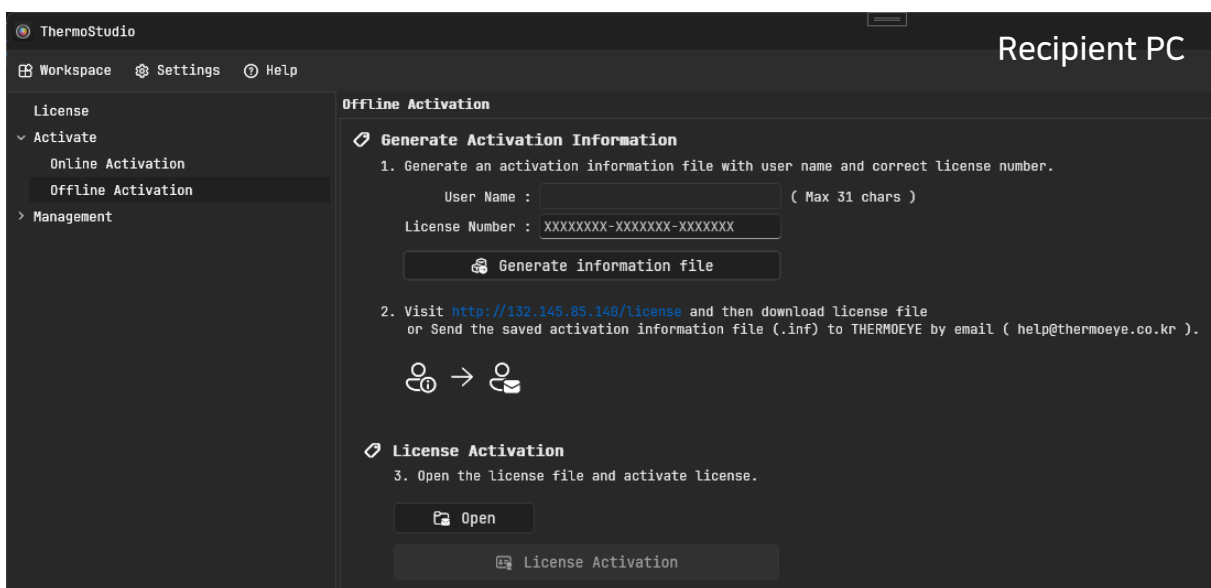 ThermoStudio
Recipient PC
Workspace Settings Help
License
Activate
Online Activation
Offline Activation
Management
Offline Activation
Generate Activation Information
1. Generate an activation information file with user name and correct license number.
User Name : ( Max 31 chars )
License Number : XXXXXXXX-XXXXXXX-XXXXXXX
Generate information file
2. Visit http://132.145.85.140/license and then download license file
or Send the saved activation information file (.inf) to THERMOEYE by email ( help@thermoeye.co.kr ).
License Activation
3. Open the license file and activate license.
Open
License Activation